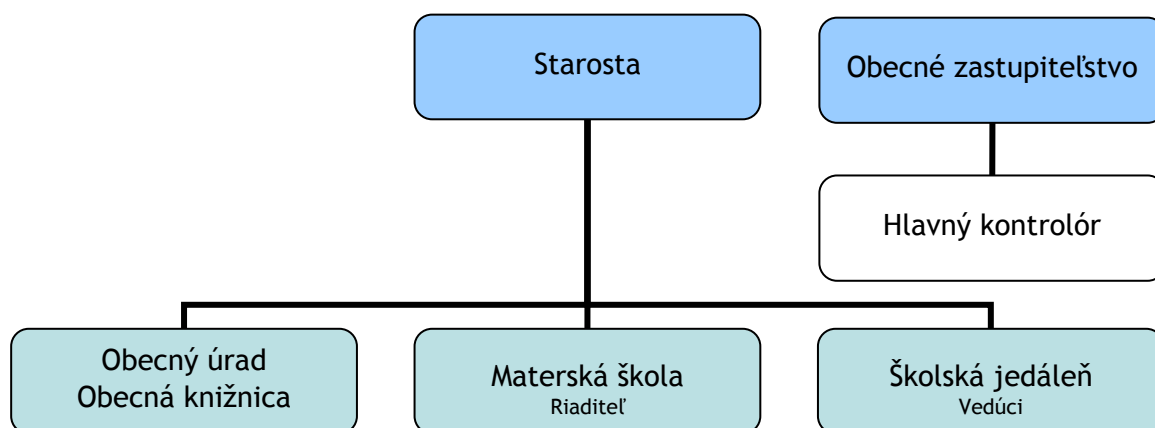 Starosta
Obecné zastupiteľstvo
Hlavný kontrolór
Obecný úrad
Obecná knižnica
Materská škola
Riaditeľ
Školská jedáleň
Vedúci